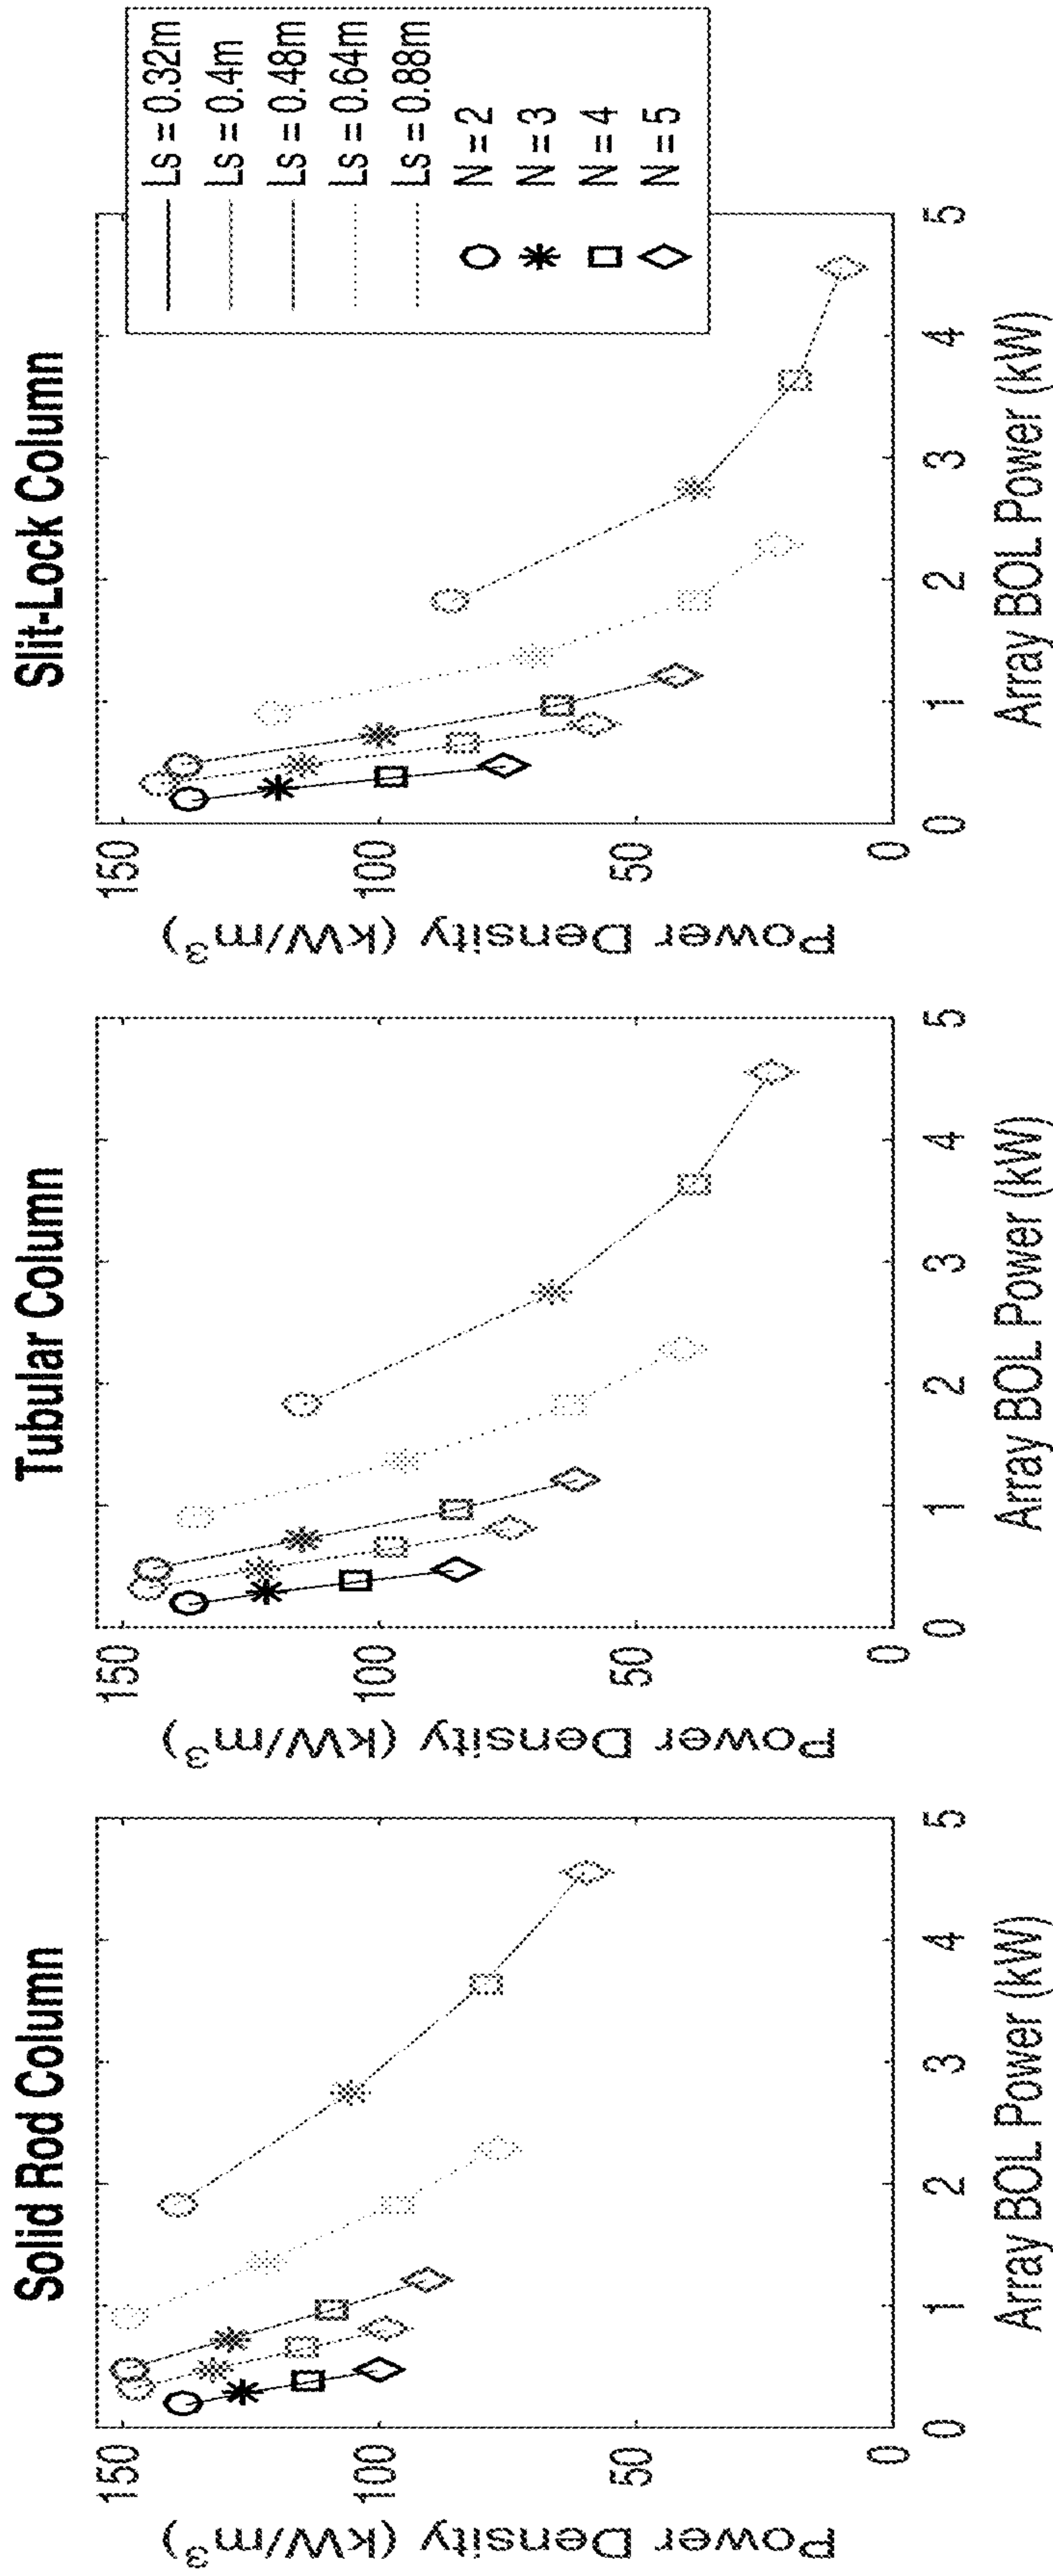 Solid Rod Column
Power Density (kW/m³)
150
100
50
0
0 1 2 3 4 5
Array BOL Power (kW)
Tubular Column
Power Density (kW/m³)
150
100
50
0
0 1 2 3 4 5
Array BOL Power (kW)
Slit-Lock Column
Power Density (kW/m³)
150
100
50
0
0 1 2 3 4 5
Array BOL Power (kW)
Ls = 0.32m
Ls = 0.4m
Ls = 0.48m
Ls = 0.64m
Ls = 0.88m
N = 2
N = 3
N = 4
N = 5